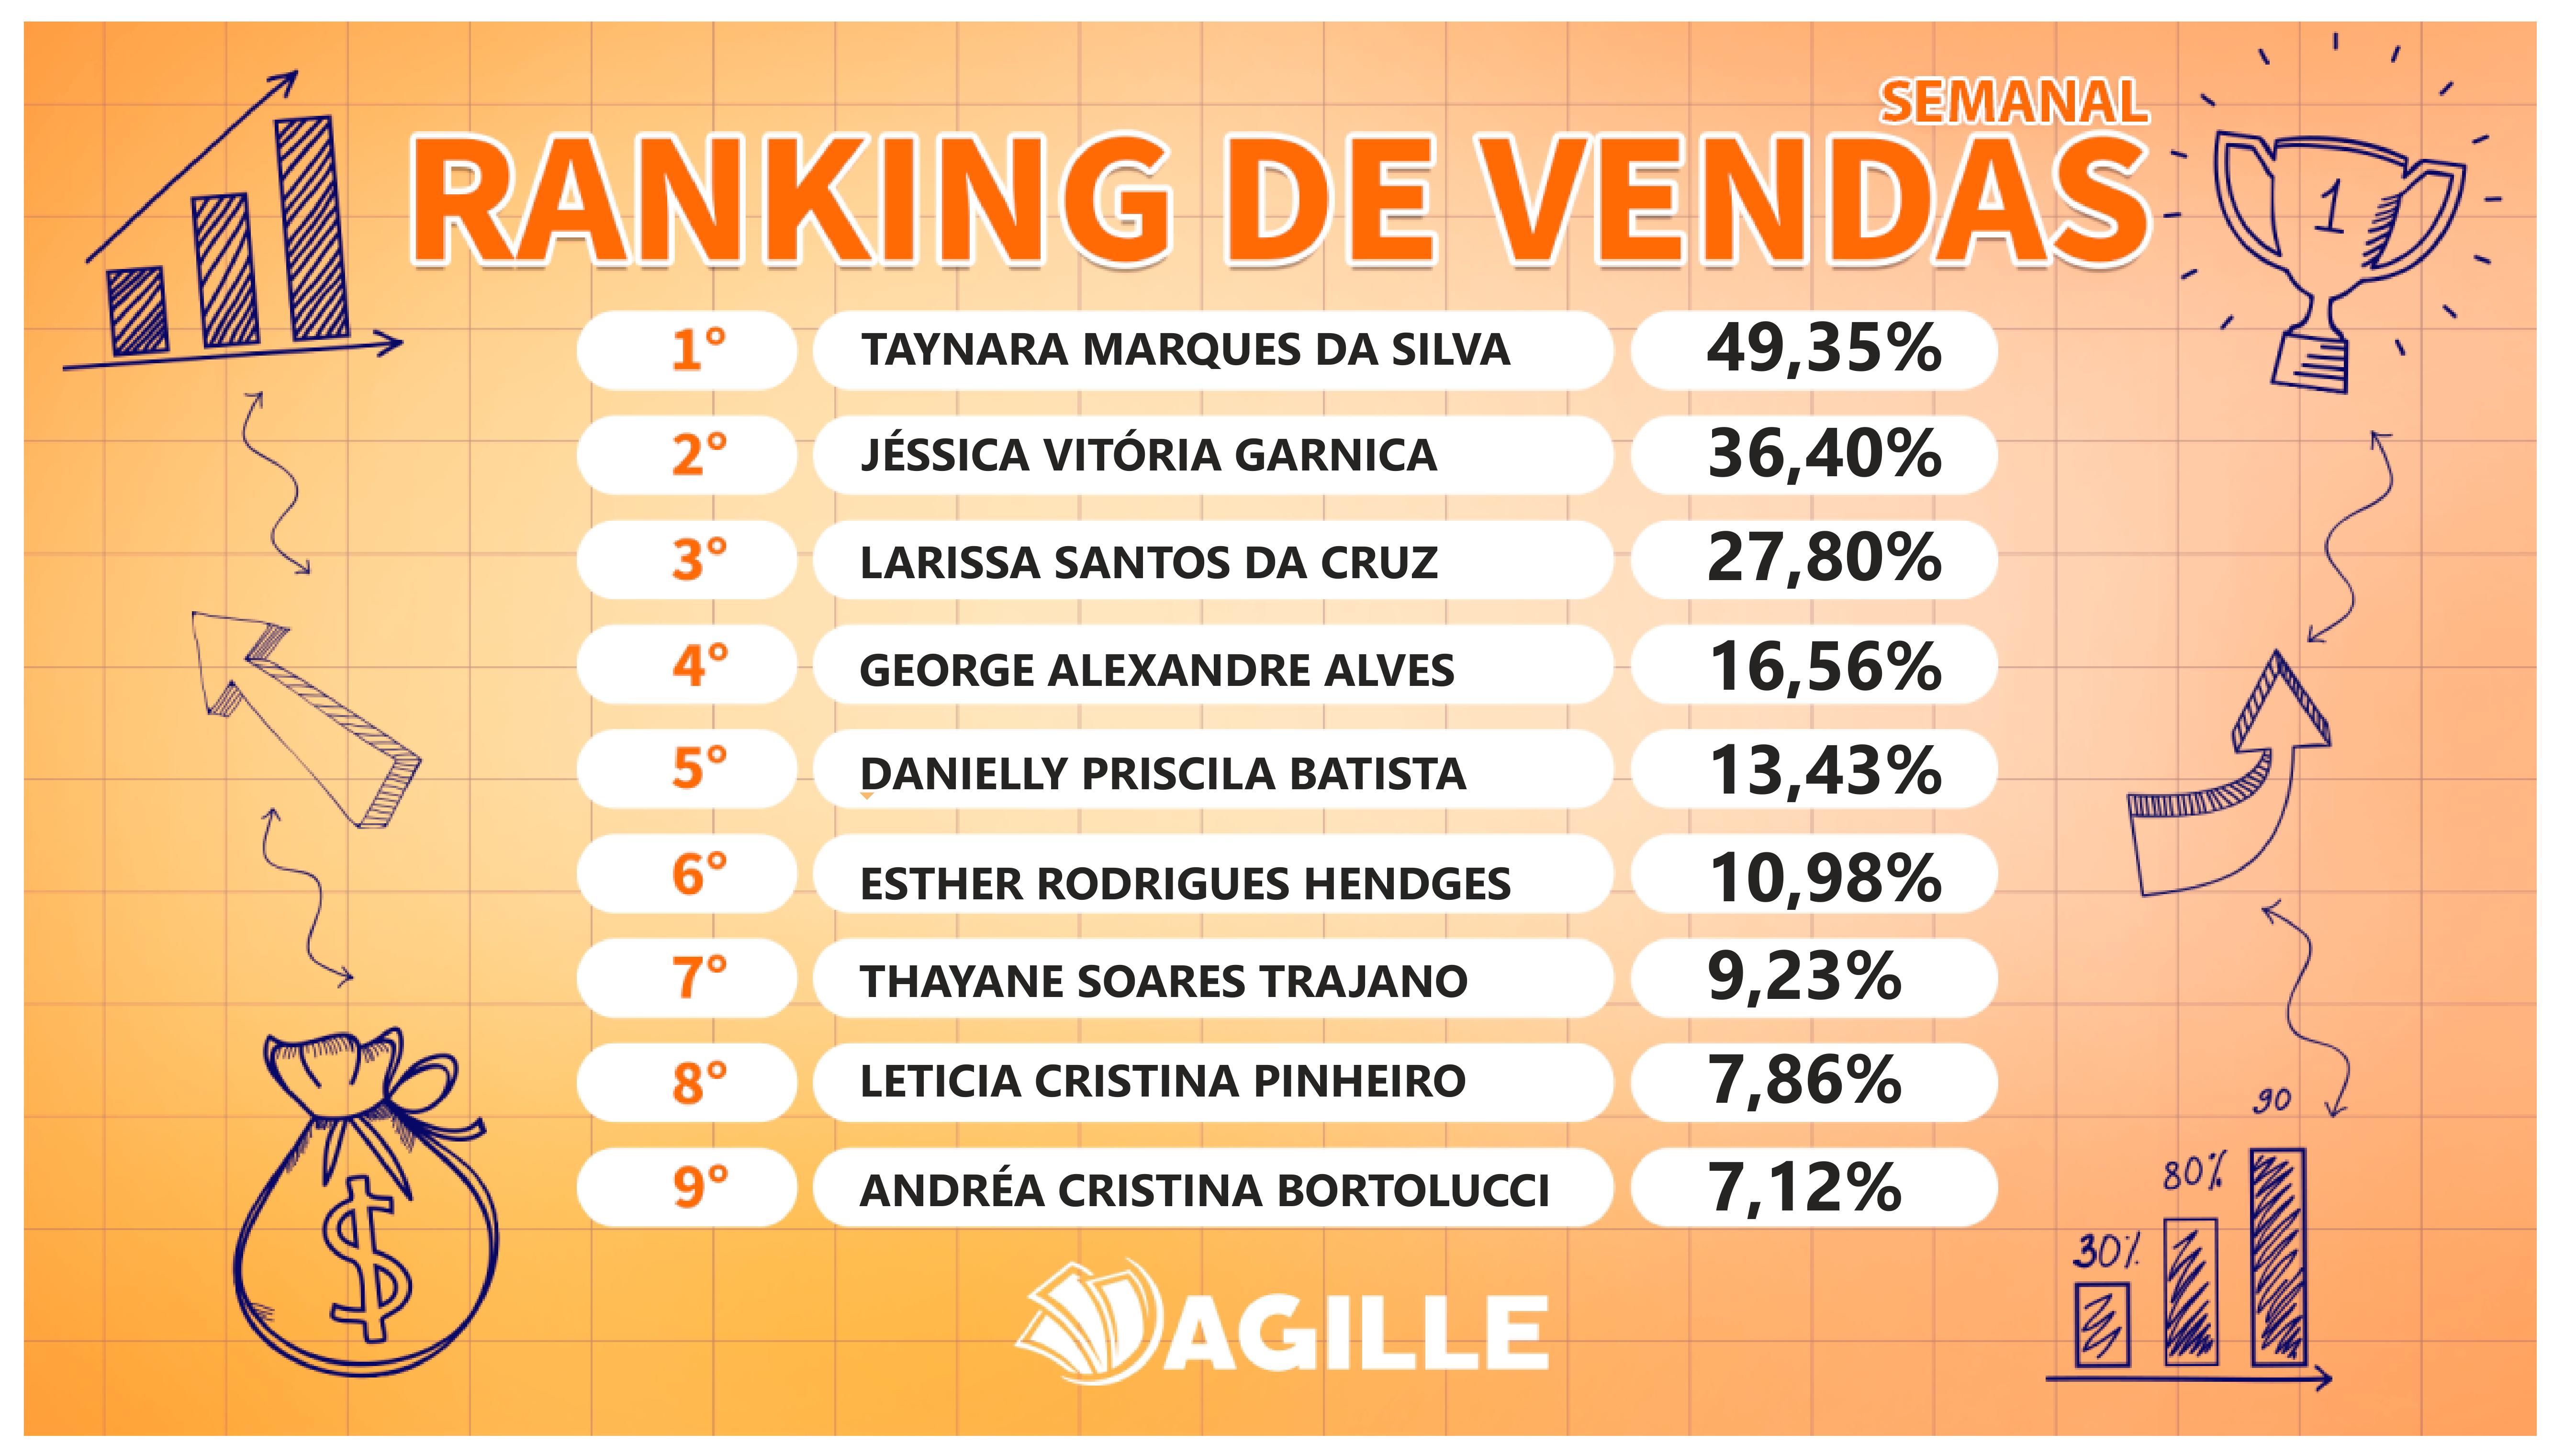 SEMANAL
RANKING DE VENDAS
1
1° TAYNARA MARQUES DA SILVA 49,35%
2° JÉSSICA VITÓRIA GARNICA 36,40%
3° LARISSA SANTOS DA CRUZ 27,80%
4° GEORGE ALEXANDRE ALVES 16,56%
5° DANIELLY PRISCILA BATISTA 13,43%
6° ESTHER RODRIGUES HENDGES 10,98%
7° THAYANE SOARES TRAJANO 9,23%
8° LETICIA CRISTINA PINHEIRO 7,86%
9° ANDRÉA CRISTINA BORTOLUCCI 7,12%
$
30% 80% 90
AGILLE